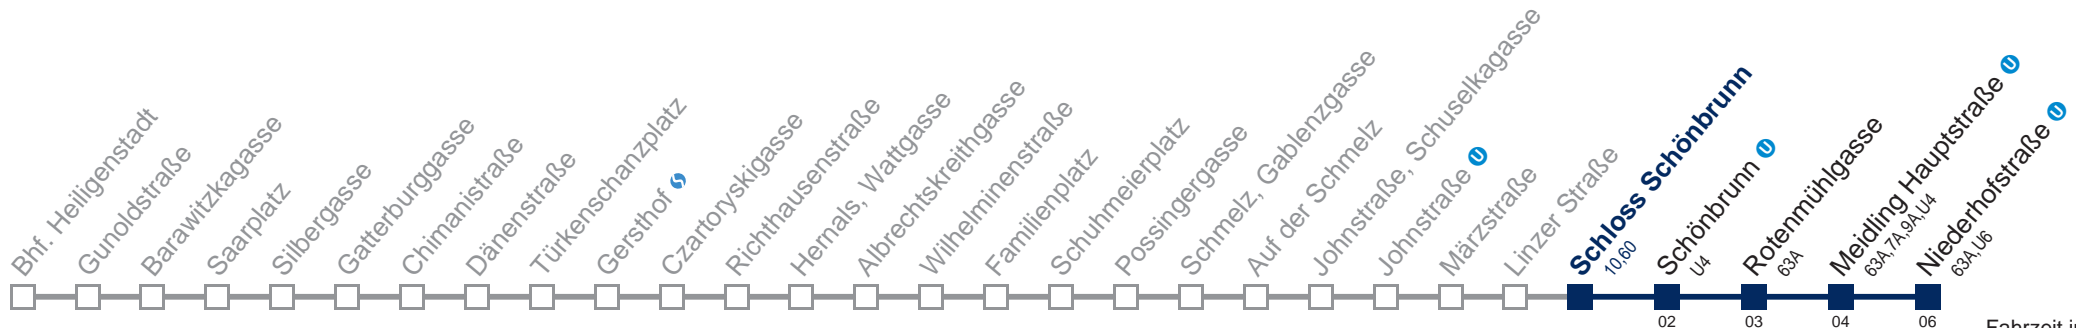 Bhf. Heiligenstadt
Gunoldstraße
Barawitzkagasse
Saarplatz
Silbergasse
Gatterburggasse
Chimanistraße
Dänenstraße
Türkenschanzplatz
Gersthof
Czartoryskigasse
Richthausenstraße
Hernals, Wattgasse
Albrechtskreithgasse
Wilhelminenstraße
Familienplatz
Schuhmeierplatz
Possingergasse
Schmelz, Gablenzgasse
Auf der Schmelz
Johnstraße, Schuselkagasse
Johnstraße U
Märzstraße
Linzer Straße
Schloss Schönbrunn
10,60
Schönbrunn U
U4
Rotenmühlgasse
63A
Meidling Hauptstraße U
63A,7A,9A,U4
Niederhofstraße U
63A,U6
02
03
04
06
Fahrzeit